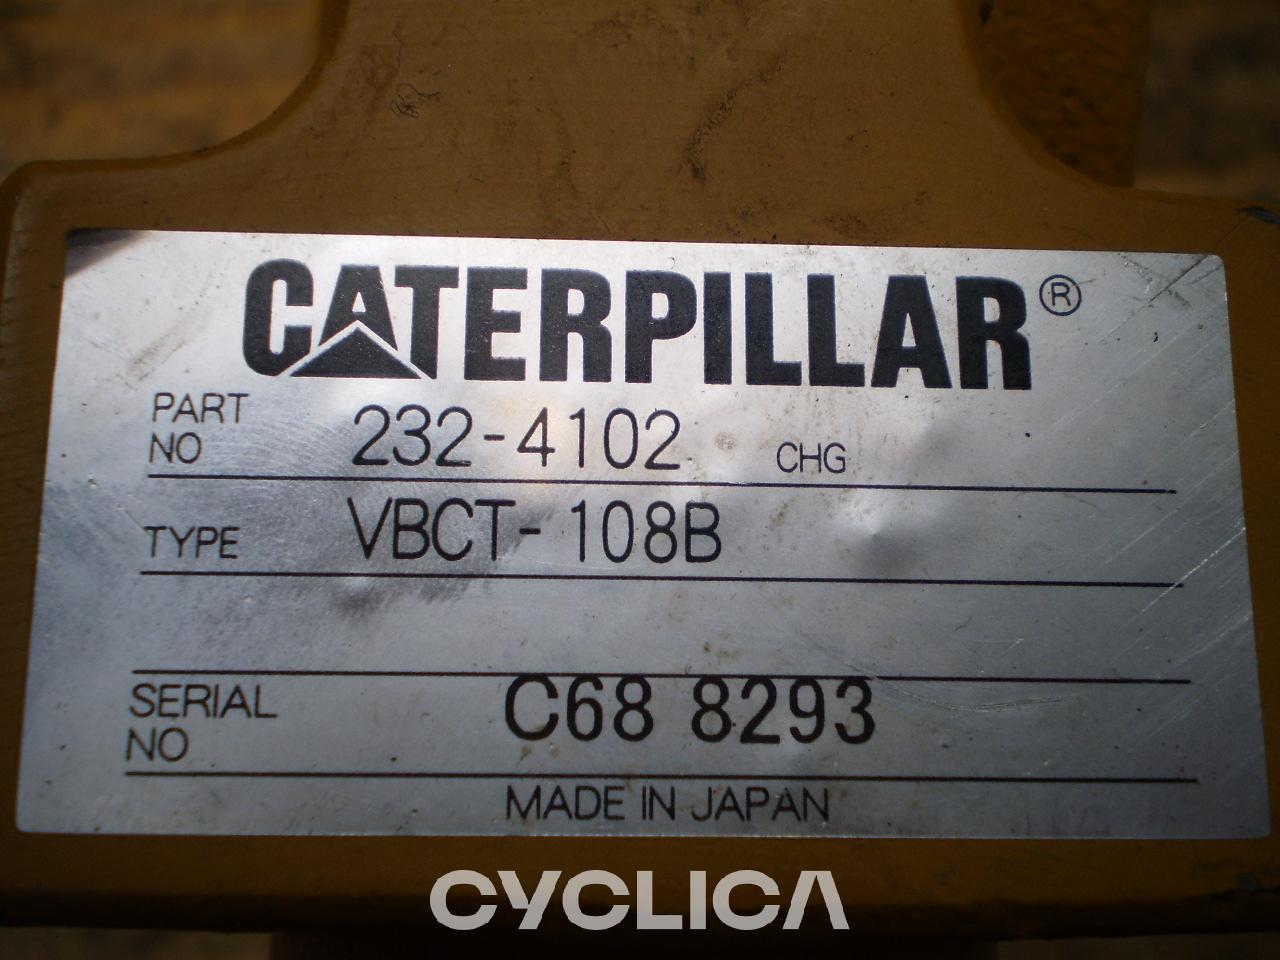 CATERPILLAR®
PART NO 232-4102 CHG
TYPE VBCT-108B
SERIAL NO C68 8293
MADE IN JAPAN
CYCLICA